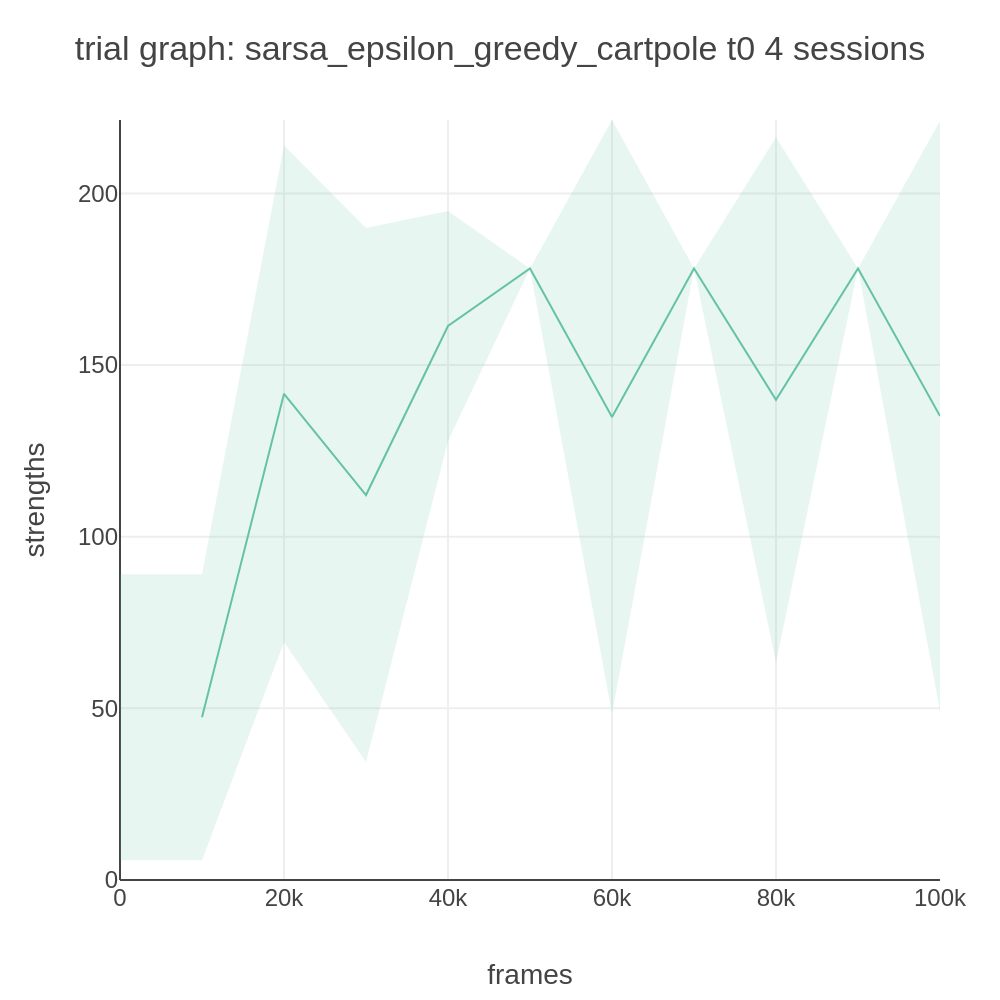 trial graph: sarsa_epsilon_greedy_cartpole t0 4 sessions
200
150
100
50
0
strengths
0 20k 40k 60k 80k 100k
frames